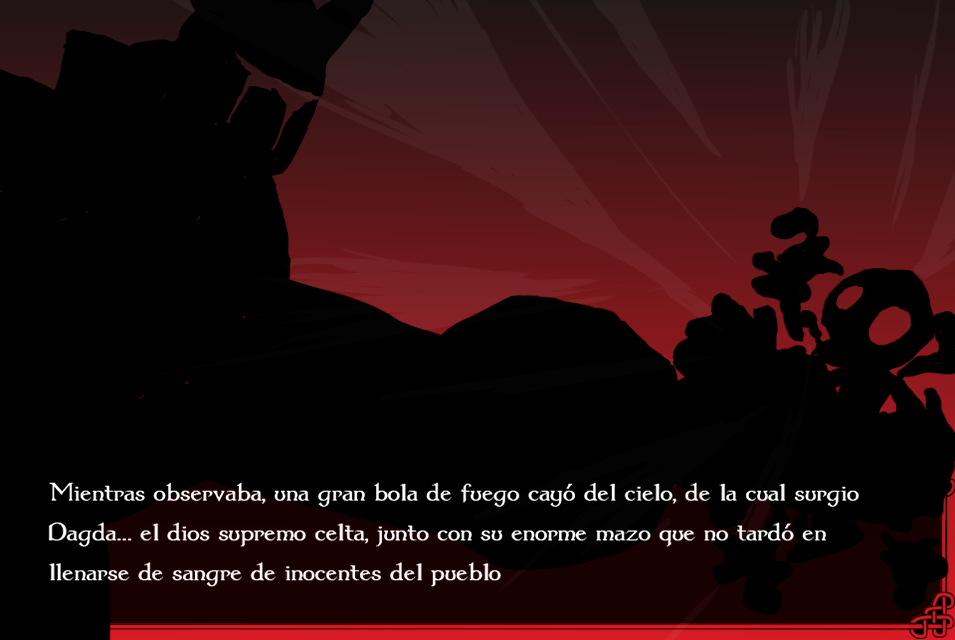 Mientras observaba, una gran bola de fuego cayó del cielo, de la cual surgio
Dagda... el dios supremo celta, junto con su enorme mazo que no tardó en
llenarse de sangre de inocentes del pueblo